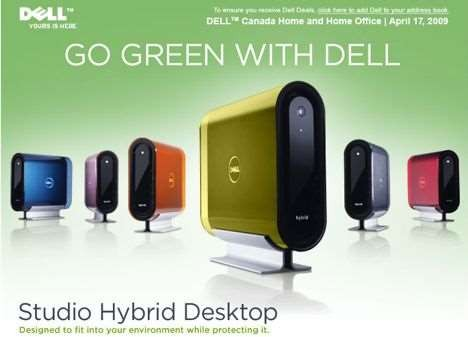 DELL™
YOURS IS HERE
To ensure you receive Dell Deals, click here to add Dell to your address book.
DELL™ Canada Home and Home Office | April 17, 2009
GO GREEN WITH DELL
DELL
hybrid
Studio Hybrid Desktop
Designed to fit into your environment while protecting it.